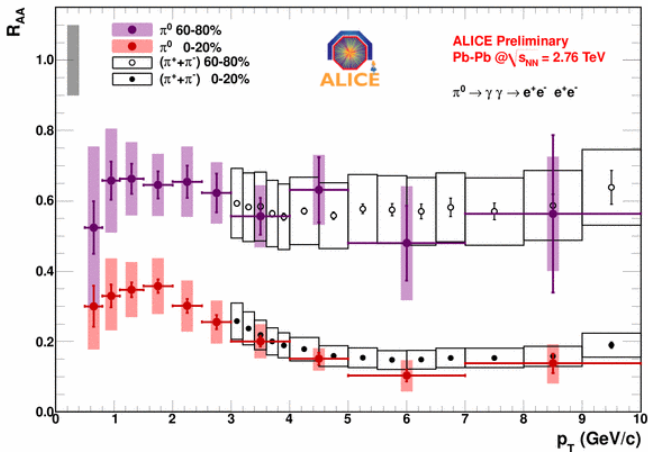 R_AA
1.0
0.8
0.6
0.4
0.2
0.0
π⁰ 60-80%
π⁰ 0-20%
(π⁺+π⁻) 60-80%
(π⁺+π⁻) 0-20%
ALICE
ALICE Preliminary
Pb-Pb @√s_NN = 2.76 TeV
π⁰ → γ γ → e⁺e⁻ e⁺e⁻
0 1 2 3 4 5 6 7 8 9 10
p_T (GeV/c)